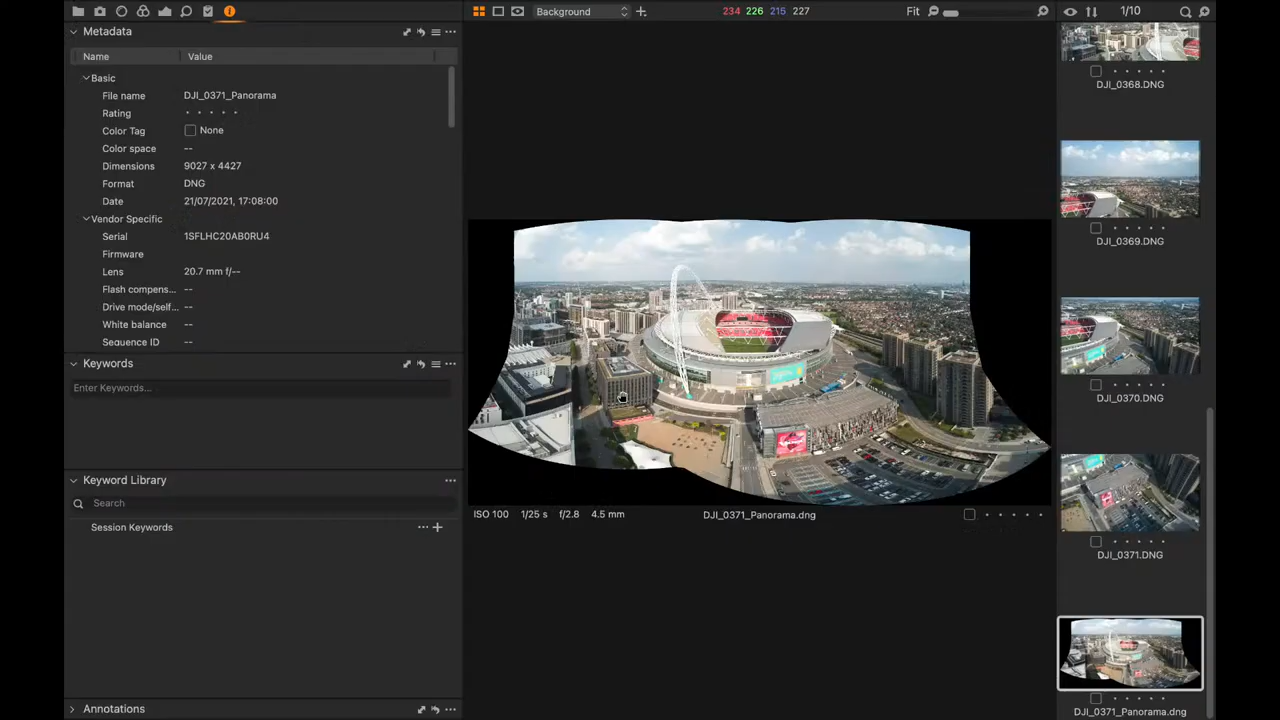 Background
234 226 215 227
Fit
1/10
Metadata
Name Value
Basic
File name DJI_0371_Panorama
Rating
Color Tag None
Color space --
Dimensions 9027 x 4427
Format DNG
Date 21/07/2021, 17:08:00
Vendor Specific
Serial 1SFLHC20AB0RU4
Firmware
Lens 20.7 mm f/--
Flash compens... --
Drive mode/self... --
White balance --
Sequence ID --
Keywords
Enter Keywords...
Keyword Library
Search
Session Keywords
Annotations
ISO 100 1/25 s f/2.8 4.5 mm DJI_0371_Panorama.dng
DJI_0368.DNG
DJI_0369.DNG
DJI_0370.DNG
DJI_0371.DNG
DJI_0371_Panorama.dng